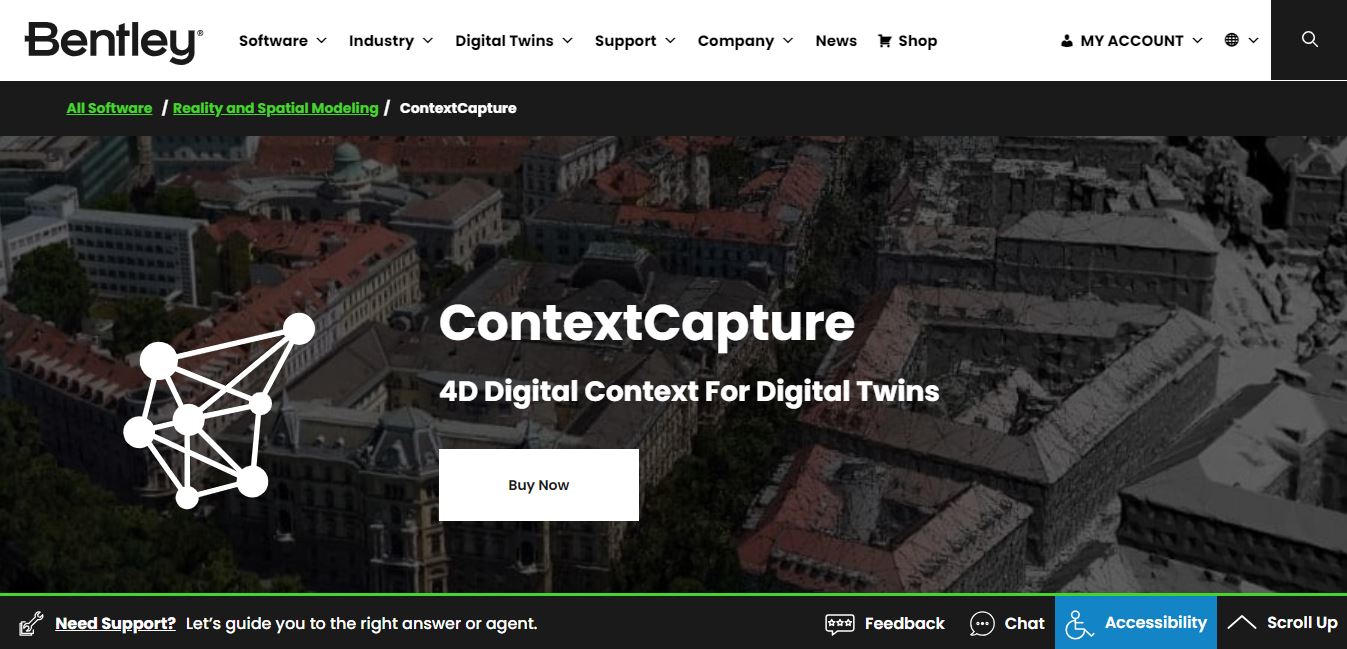 Bentley®
Software Industry Digital Twins Support Company News Shop MY ACCOUNT
All Software / Reality and Spatial Modeling / ContextCapture
ContextCapture
4D Digital Context For Digital Twins
Buy Now
Need Support? Let's guide you to the right answer or agent. Feedback Chat Accessibility Scroll Up